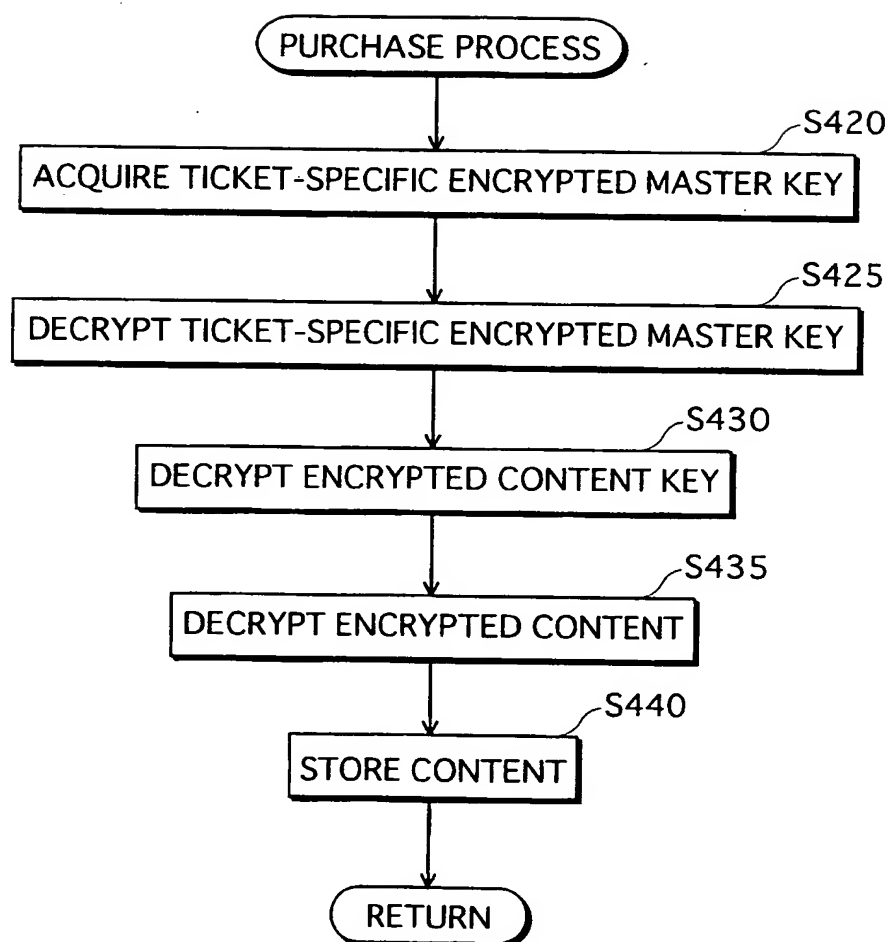 PURCHASE PROCESS
S420
ACQUIRE TICKET-SPECIFIC ENCRYPTED MASTER KEY
S425
DECRYPT TICKET-SPECIFIC ENCRYPTED MASTER KEY
S430
DECRYPT ENCRYPTED CONTENT KEY
S435
DECRYPT ENCRYPTED CONTENT
S440
STORE CONTENT
RETURN